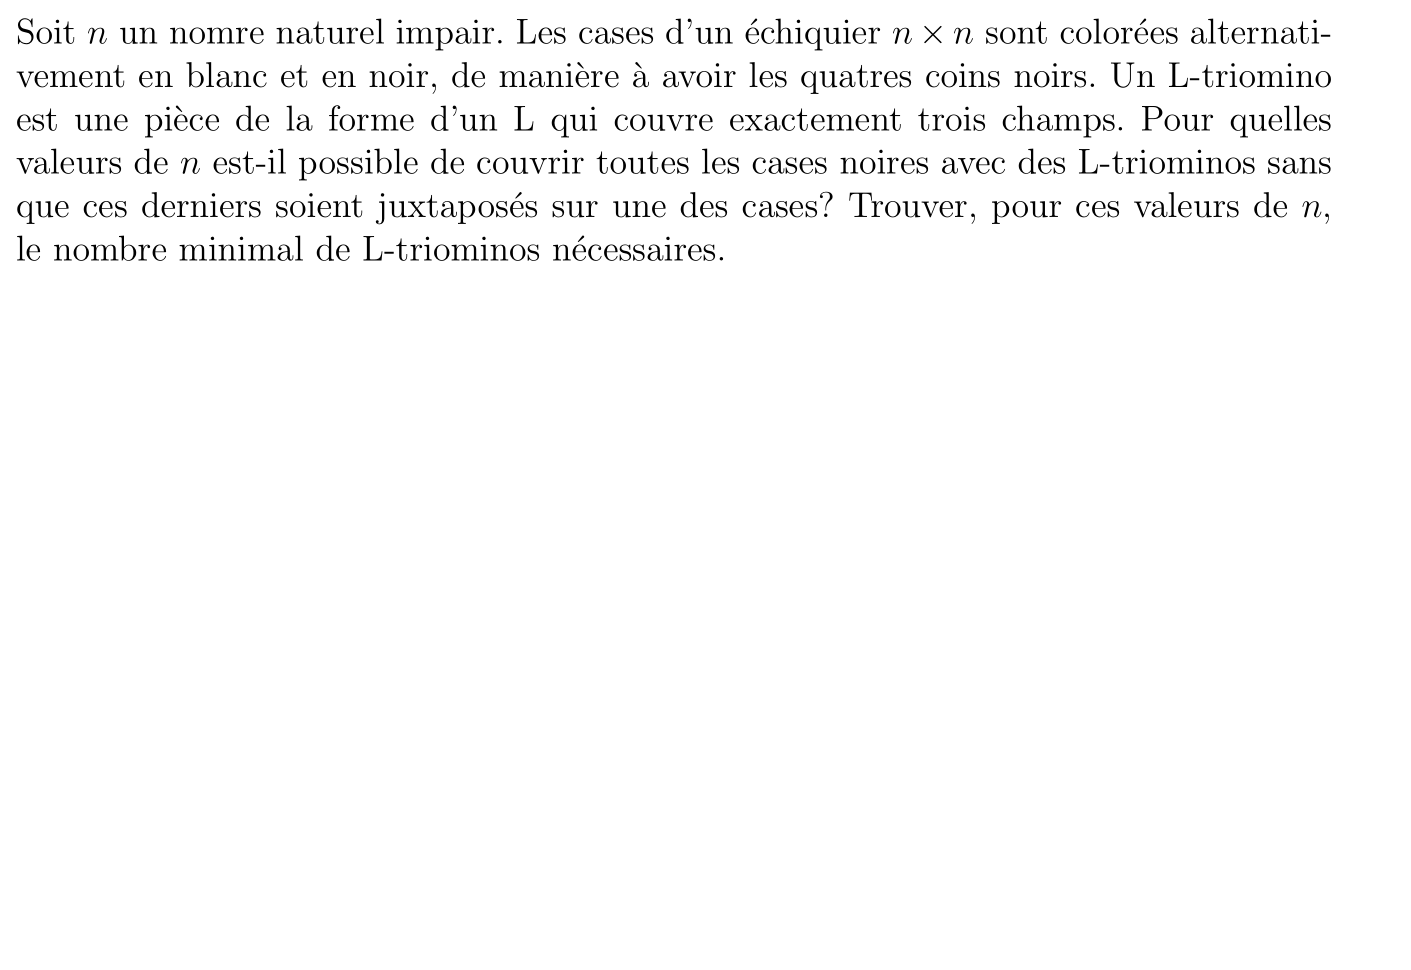 Soit n un nomre naturel impair. Les cases d'un échiquier n × n sont colorées alternati-
vement en blanc et en noir, de manière à avoir les quatres coins noirs. Un L-triomino
est une pièce de la forme d'un L qui couvre exactement trois champs. Pour quelles
valeurs de n est-il possible de couvrir toutes les cases noires avec des L-triominos sans
que ces derniers soient juxtaposés sur une des cases? Trouver, pour ces valeurs de n,
le nombre minimal de L-triominos nécessaires.